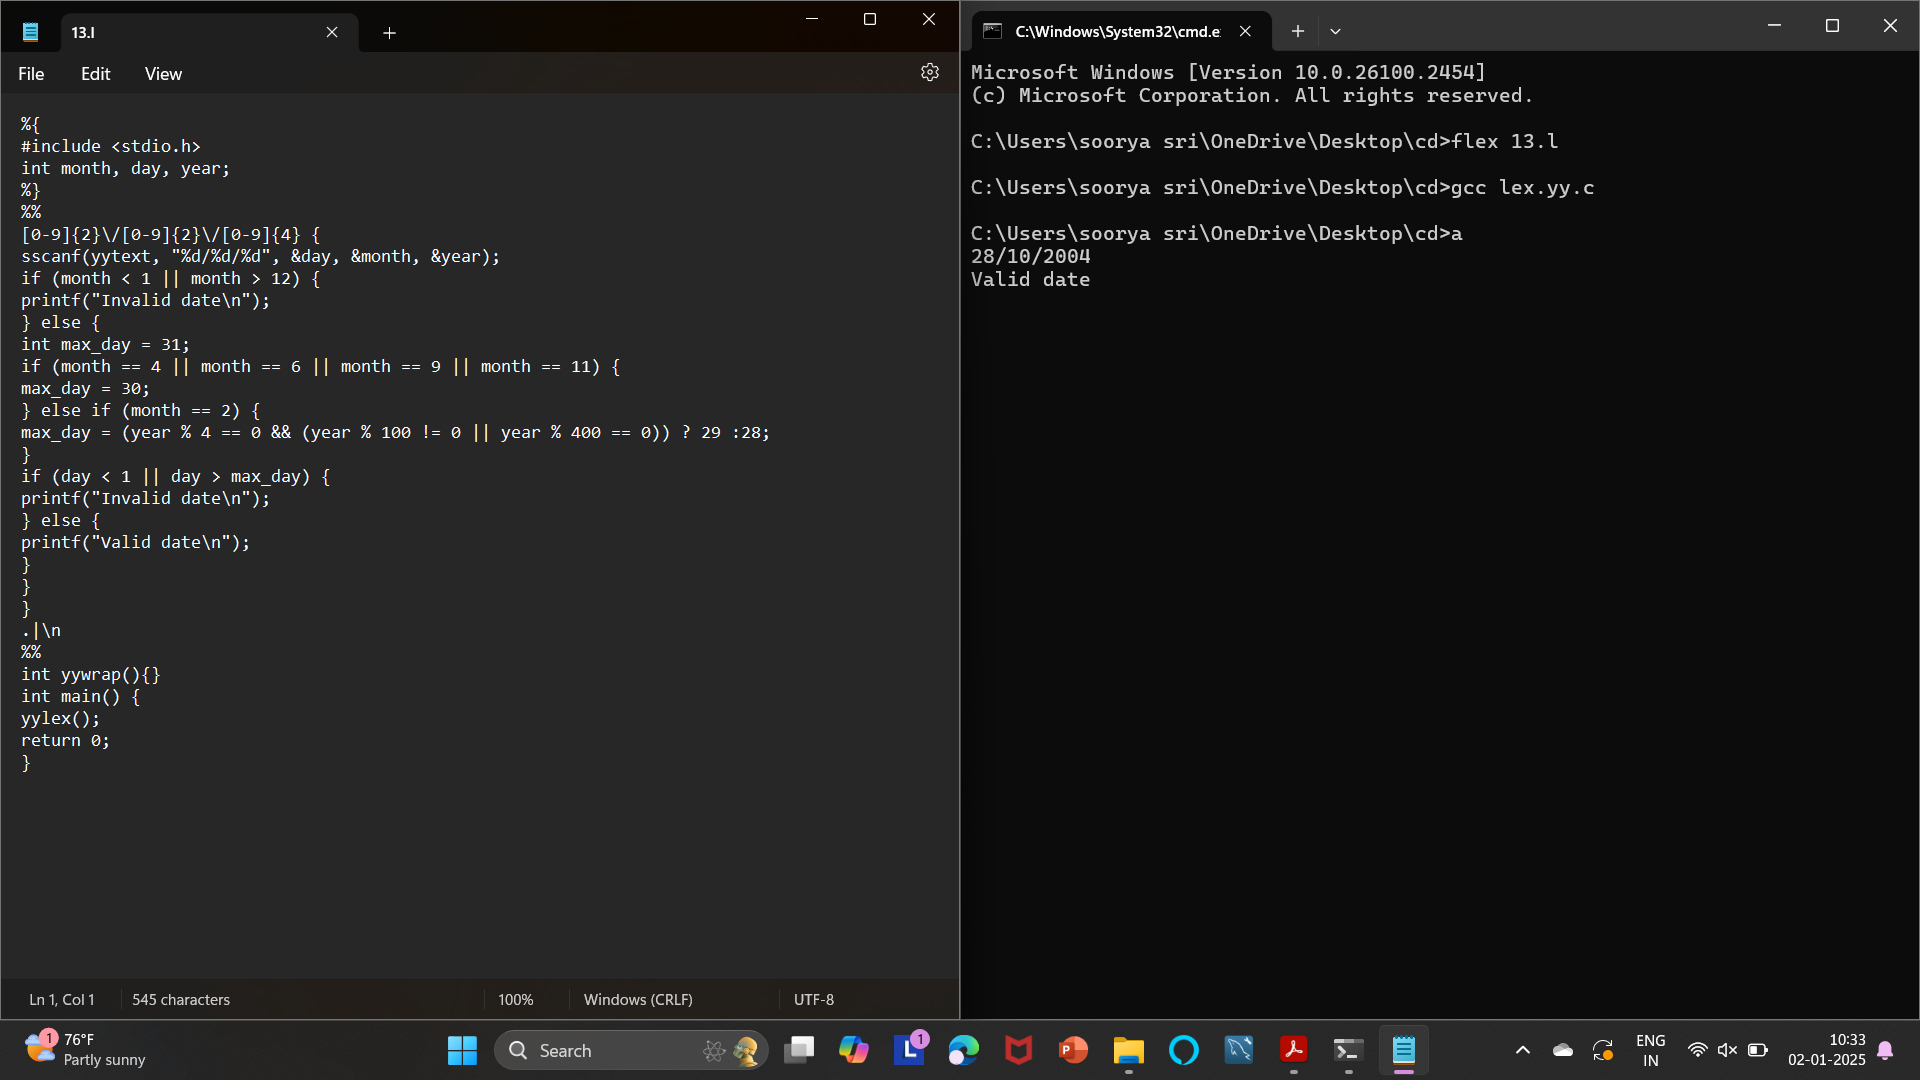 13.l
File
Edit
View
%{
#include <stdio.h>
int month, day, year;
%}
%%
[0-9]{2}\/[0-9]{2}\/[0-9]{4} {
sscanf(yytext, "%d/%d/%d", &day, &month, &year);
if (month < 1 || month > 12) {
printf("Invalid date\n");
} else {
int max_day = 31;
if (month == 4 || month == 6 || month == 9 || month == 11) {
max_day = 30;
} else if (month == 2) {
max_day = (year % 4 == 0 && (year % 100 != 0 || year % 400 == 0)) ? 29 :28;
}
if (day < 1 || day > max_day) {
printf("Invalid date\n");
} else {
printf("Valid date\n");
}
}
}
.|\n
%%
int yywrap(){}
int main() {
yylex();
return 0;
}
Ln 1, Col 1
545 characters
100%
Windows (CRLF)
UTF-8
C:\Windows\System32\cmd.e
Microsoft Windows [Version 10.0.26100.2454]
(c) Microsoft Corporation. All rights reserved.
C:\Users\soorya sri\OneDrive\Desktop\cd>flex 13.l
C:\Users\soorya sri\OneDrive\Desktop\cd>gcc lex.yy.c
C:\Users\soorya sri\OneDrive\Desktop\cd>a
28/10/2004
Valid date
1
76°F
Partly sunny
Search
L
1
P
ENG
IN
10:33
02-01-2025